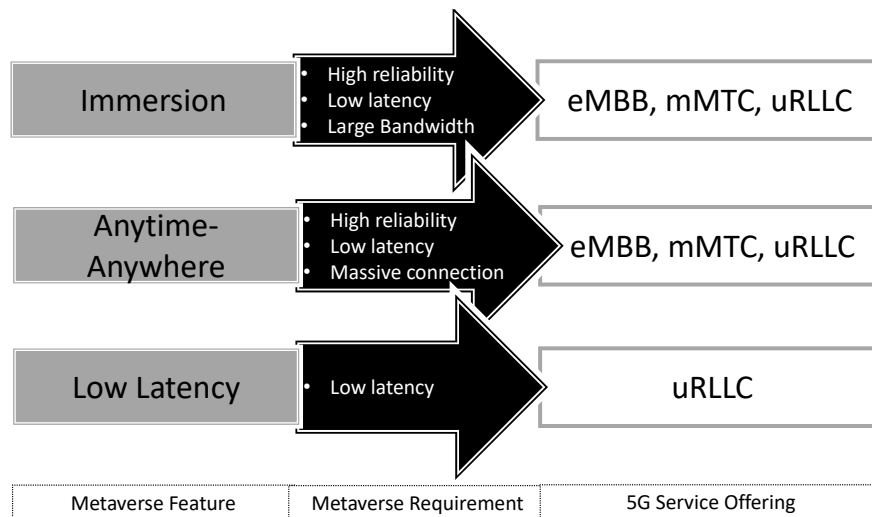 Immersion
• High reliability
• Low latency
• Large Bandwidth
eMBB, mMTC, uRLLC
Anytime-
Anywhere
• High reliability
• Low latency
• Massive connection
eMBB, mMTC, uRLLC
Low Latency
• Low latency
uRLLC
Metaverse Feature
Metaverse Requirement
5G Service Offering